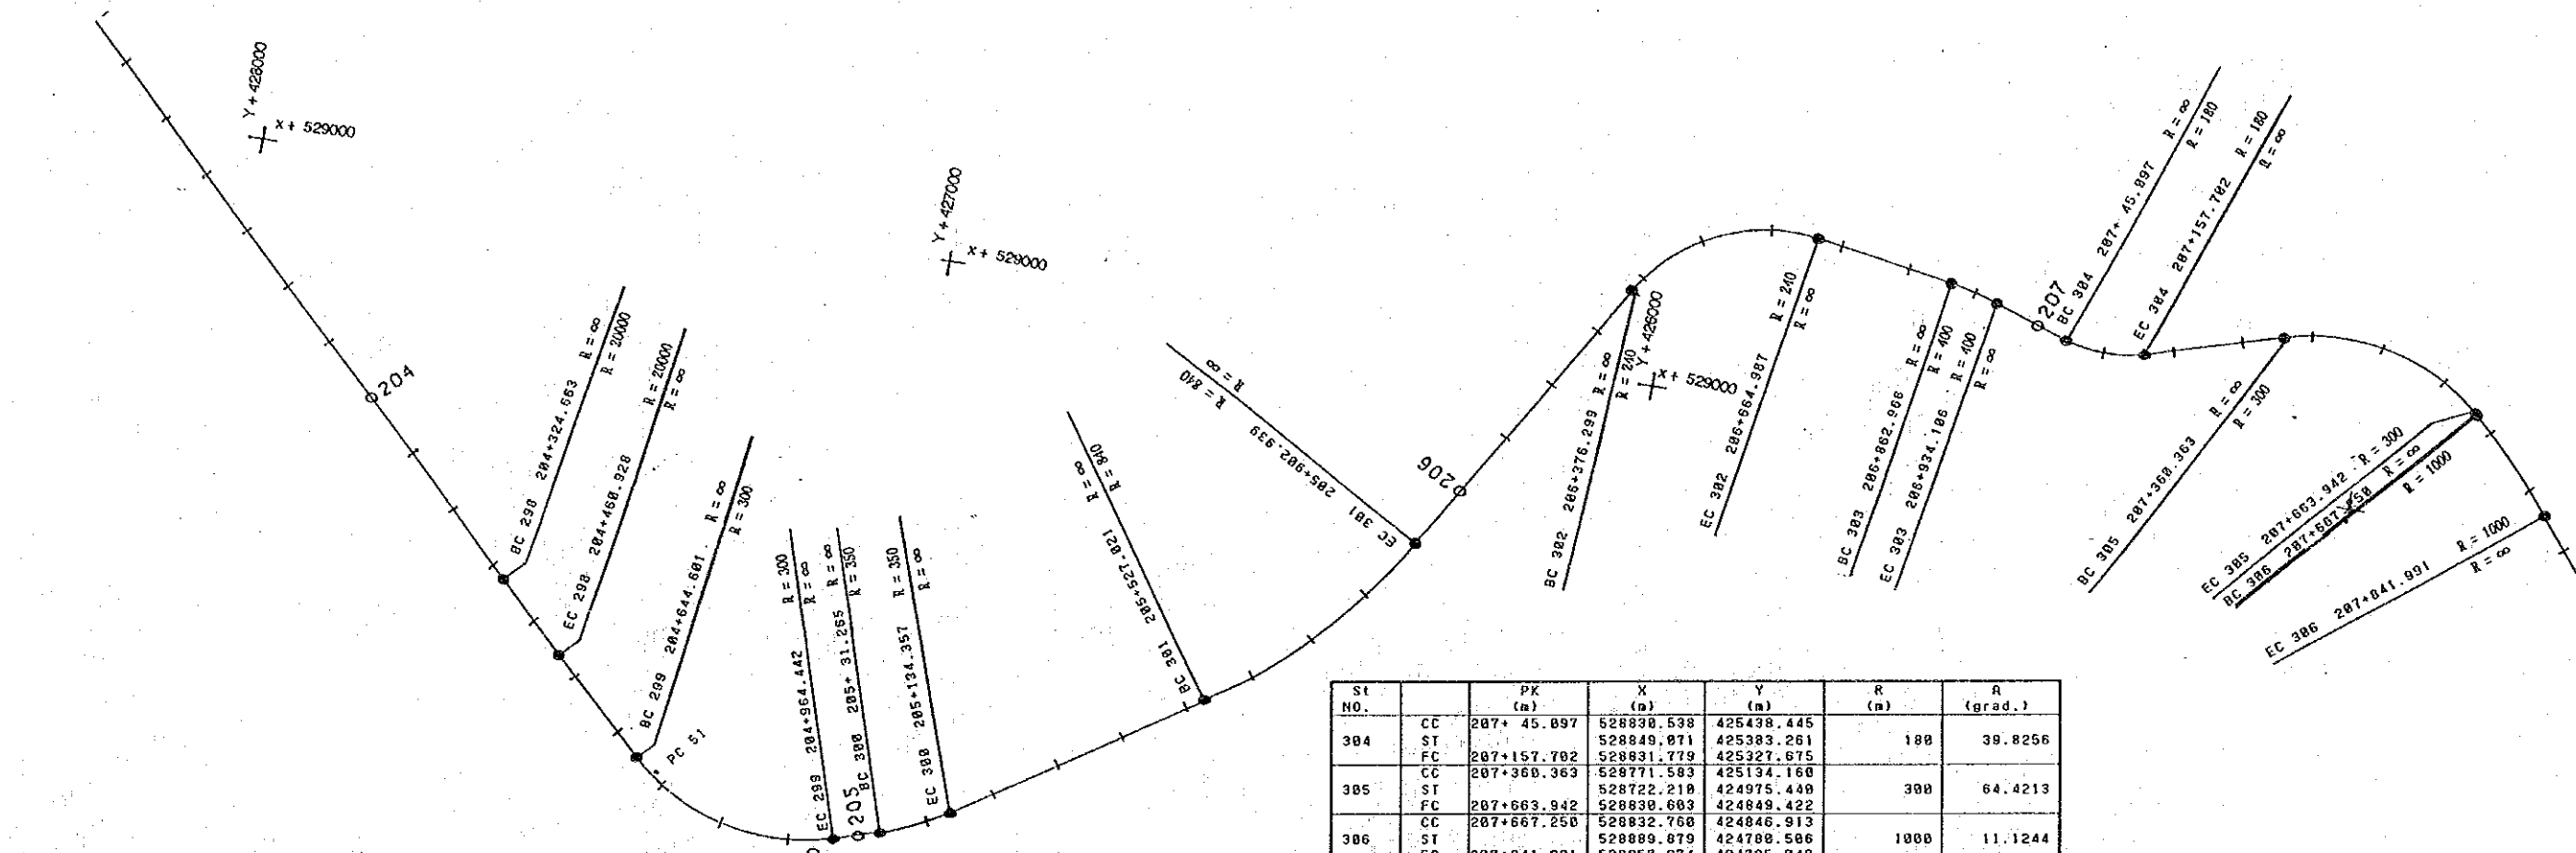 Y + 428000
x + 529000
204
BC 298 204+324.663 R = ∞
R = 20000
EC 298 204+460.928 R = 20000
R = ∞
BC 299 204+644.601 R = ∞
R = 300
PC 51
EC 299 204+964.442 R = 300
R = ∞
205
BC 300 205+ 31.265 R = ∞
R = 350
EC 300 205+134.357 R = 350
R = ∞
Y + 427000
x + 529000
BC 301 205+527.021 R = ∞
R = 840
EC 301 205+902.939 R = 840
R = ∞
206
BC 302 206+376.299 R = ∞
R = 240
Y + 426000
x + 529000
EC 302 206+664.987 R = 240
R = ∞
BC 303 206+862.966 R = ∞
R = 400
EC 303 206+934.106 R = 400
R = ∞
207
BC 304 207+ 45.097 R = ∞
R = 180
EC 304 207+157.702 R = 180
R = ∞
BC 305 207+360.363 R = ∞
R = 300
EC 305 207+663.942 R = 300
BC 306 207+667.250 R = ∞
R = 1000
EC 306 207+841.991 R = 1000
R = ∞
St NO. PK (m) X (m) Y (m) R (m) A (grad.)
304 CC 207+ 45.097 528830.538 425438.445
ST 528849.071 425383.261 180 39.8256
FC 207+157.702 528831.779 425327.675
305 CC 207+360.363 528771.583 425134.160
ST 528722.210 424975.440 300 64.4213
FC 207+663.942 528830.603 424849.422
306 CC 207+667.250 528832.760 424846.913
ST 528889.879 424780.506 1000 11.1244